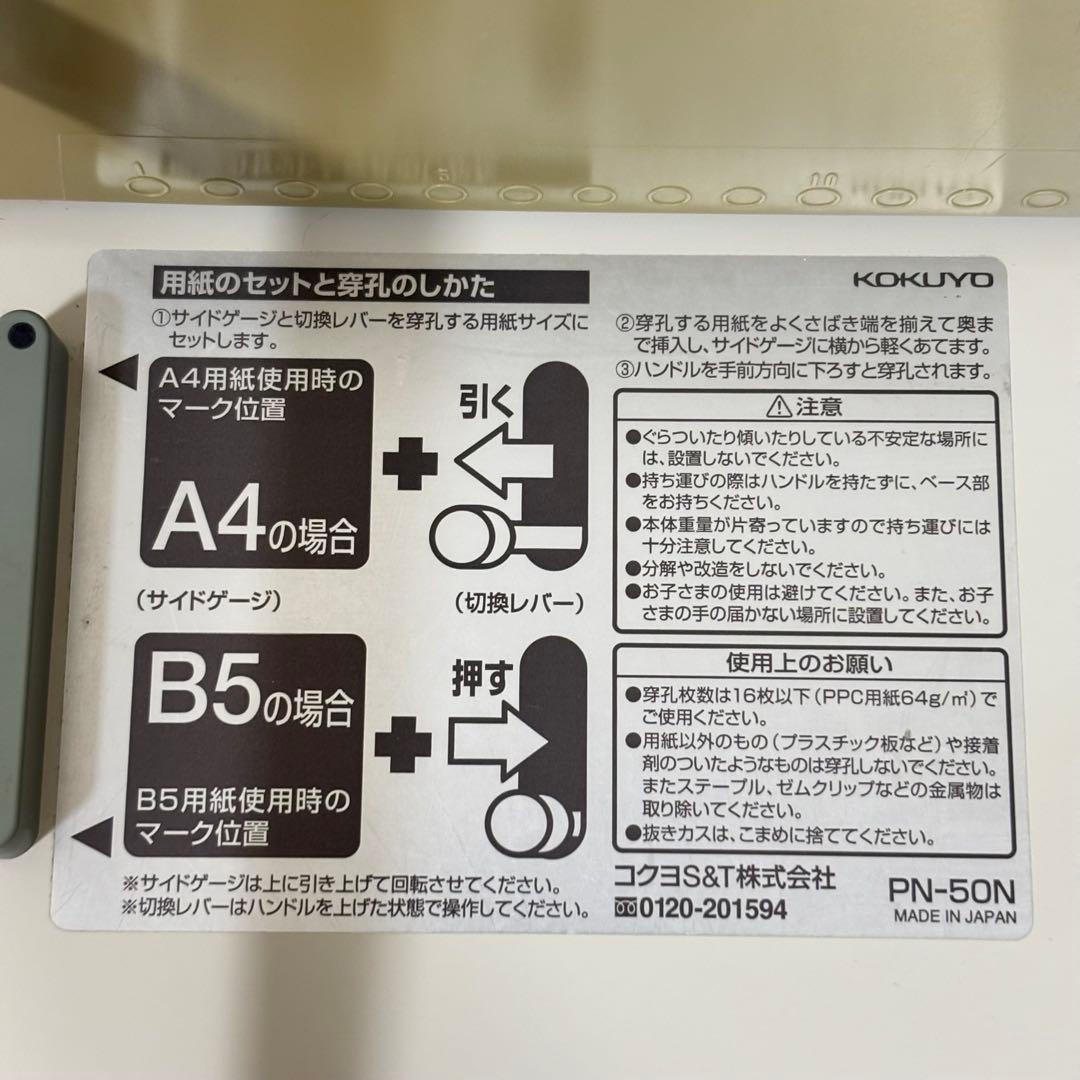 1
5
10
用紙のセットと穿孔のしかた
KOKUYO
①サイドゲージと切換レバーを穿孔する用紙サイズに
セットします。
A4用紙使用時の
マーク位置
A4の場合
引く
(サイドゲージ)
(切換レバー)
B5の場合
B5用紙使用時の
マーク位置
押す
※サイドゲージは上に引き上げて回転させてください。
※切換レバーはハンドルを上げた状態で操作してください。
②穿孔する用紙をよくさばき端を揃えて奥ま
で挿入し、サイドゲージに横から軽くあてます。
③ハンドルを手前方向に下ろすと穿孔されます。
⚠注意
●ぐらついたり傾いたりしている不安定な場所に
は、設置しないでください。
●持ち運びの際はハンドルを持たずに、ベース部
をお持ちください。
●本体重量が片寄っていますので持ち運びには
十分注意してください。
●分解や改造をしないでください。
●お子さまの使用は避けてください。また、お子
さまの手の届かない場所に設置してください。
使用上のお願い
●穿孔枚数は16枚以下(PPC用紙64g/㎡)で
ご使用ください。
●用紙以外のもの(プラスチック板など)や接着
剤のついたようなものは穿孔しないでください。
またステープル、ゼムクリップなどの金属物は
取り除いてください。
●抜きカスは、こまめに捨ててください。
コクヨS&T株式会社
0120-201594
PN-50N
MADE IN JAPAN